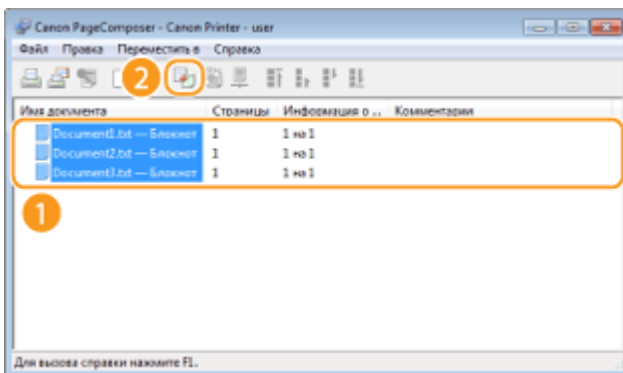 Canon PageComposer - Canon Printer - user
Файл Правка Переместить в Справка
2
Имя документа Страницы Информация о ... Комментарии
Document1.txt — Блокнот 1 1 на 1
Document2.txt — Блокнот 1 1 на 1
Document3.txt — Блокнот 1 1 на 1
1
Для вызова справки нажмите F1.